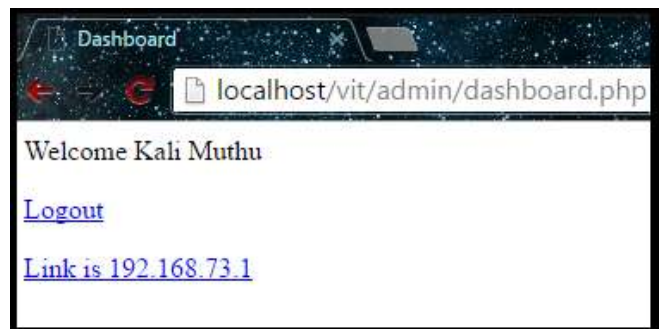 Dashboard
localhost/vit/admin/dashboard.php
Welcome Kali Muthu
Logout
Link is 192.168.73.1